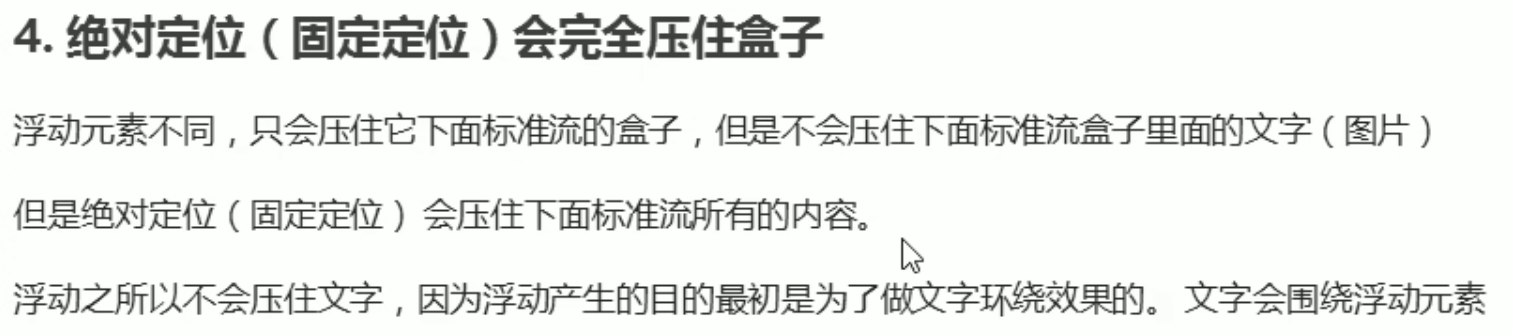 4. 绝对定位（固定定位）会完全压住盒子
浮动元素不同，只会压住它下面标准流的盒子，但是不会压住下面标准流盒子里面的文字（图片）
但是绝对定位（固定定位） 会压住下面标准流所有的内容。
浮动之所以不会压住文字，因为浮动产生的目的最初是为了做文字环绕效果的。 文字会围绕浮动元素